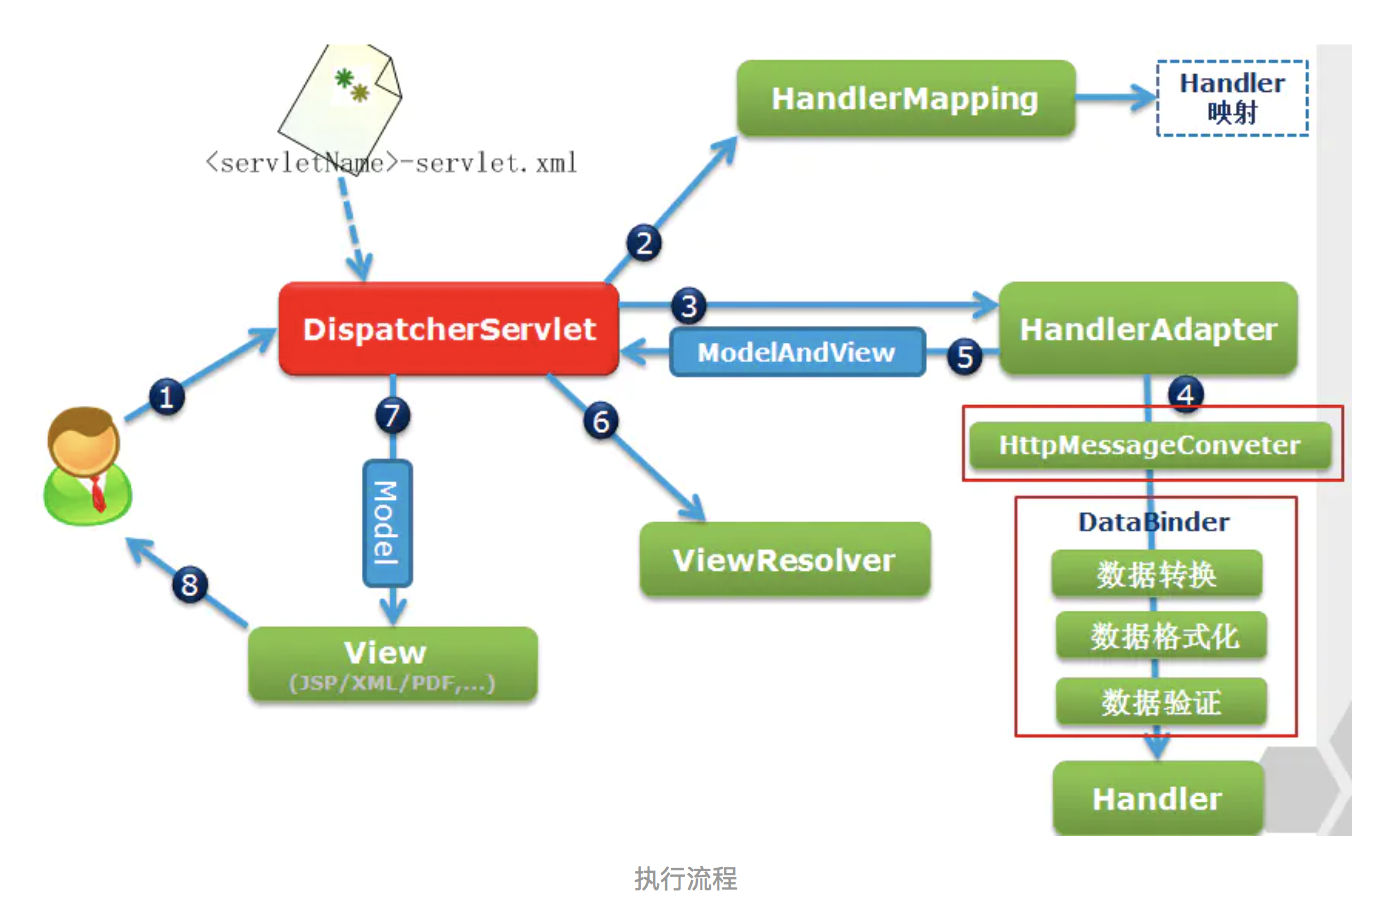 <servletName>-servlet.xml
HandlerMapping
Handler
映射
2
DispatcherServlet
3
HandlerAdapter
ModelAndView
5
1
7
6
4
HttpMessageConveter
Model
DataBinder
ViewResolver
数据转换
8
数据格式化
View
(JSP/XML/PDF,...)
数据验证
Handler
执行流程